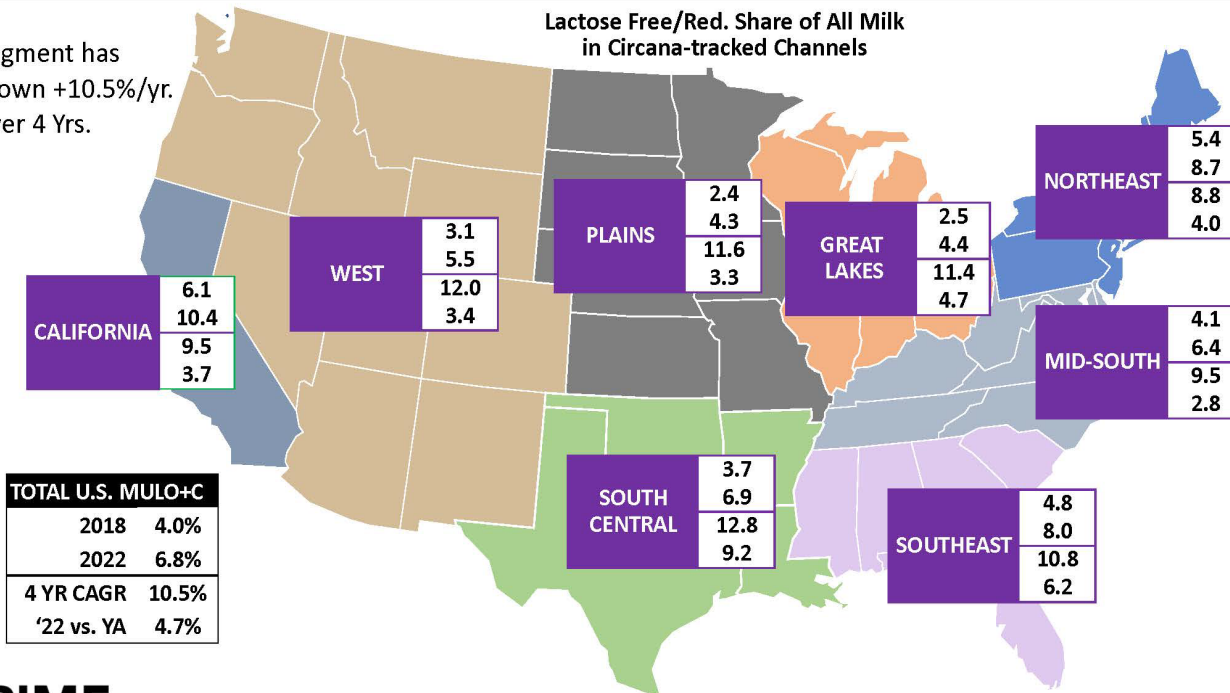 Lactose Free/Red. Share of All Milk
in Circana-tracked Channels
gment has
own +10.5%/yr.
er 4 Yrs.
NORTHEAST
5.4
8.7
8.8
4.0
PLAINS
2.4
4.3
11.6
3.3
GREAT
LAKES
2.5
4.4
11.4
4.7
WEST
3.1
5.5
12.0
3.4
CALIFORNIA
6.1
10.4
9.5
3.7
MID-SOUTH
4.1
6.4
9.5
2.8
SOUTH
CENTRAL
3.7
6.9
12.8
9.2
SOUTHEAST
4.8
8.0
10.8
6.2
TOTAL U.S. MULO+C
2018 4.0%
2022 6.8%
4 YR CAGR 10.5%
‘22 vs. YA 4.7%